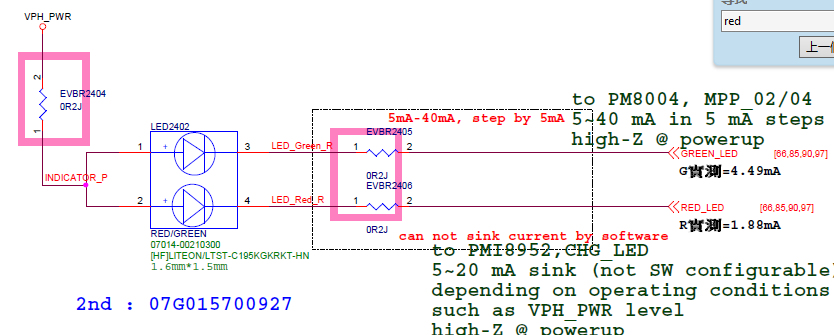 red
上一
VPH_PWR
2
EVBR2404
0R2J
1
INDICATOR_P
LED2402
1
+
3
2
+
4
RED/GREEN
07014-00210300
[HF]LITEON/LTST-C195KGKRKT-HN
1.6mm*1.5mm
2nd : 07G015700927
5mA-40mA, step by 5mA
EVBR2405
LED_Green_R
1
2
0R2J
EVBR2406
LED_Red_R
1
2
0R2J
can not sink current by software
to PM8004, MPP_02/04
5~40 mA in 5 mA steps
high-Z @ powerup
GREEN_LED
[66,85,90,97]
G實測=4.49mA
RED_LED
[66,85,90,97]
R實測=1.88mA
to PMI8952,CHG_LED
5~20 mA sink (not SW configurable
depending on operating conditions
such as VPH_PWR level
high-Z @ powerup